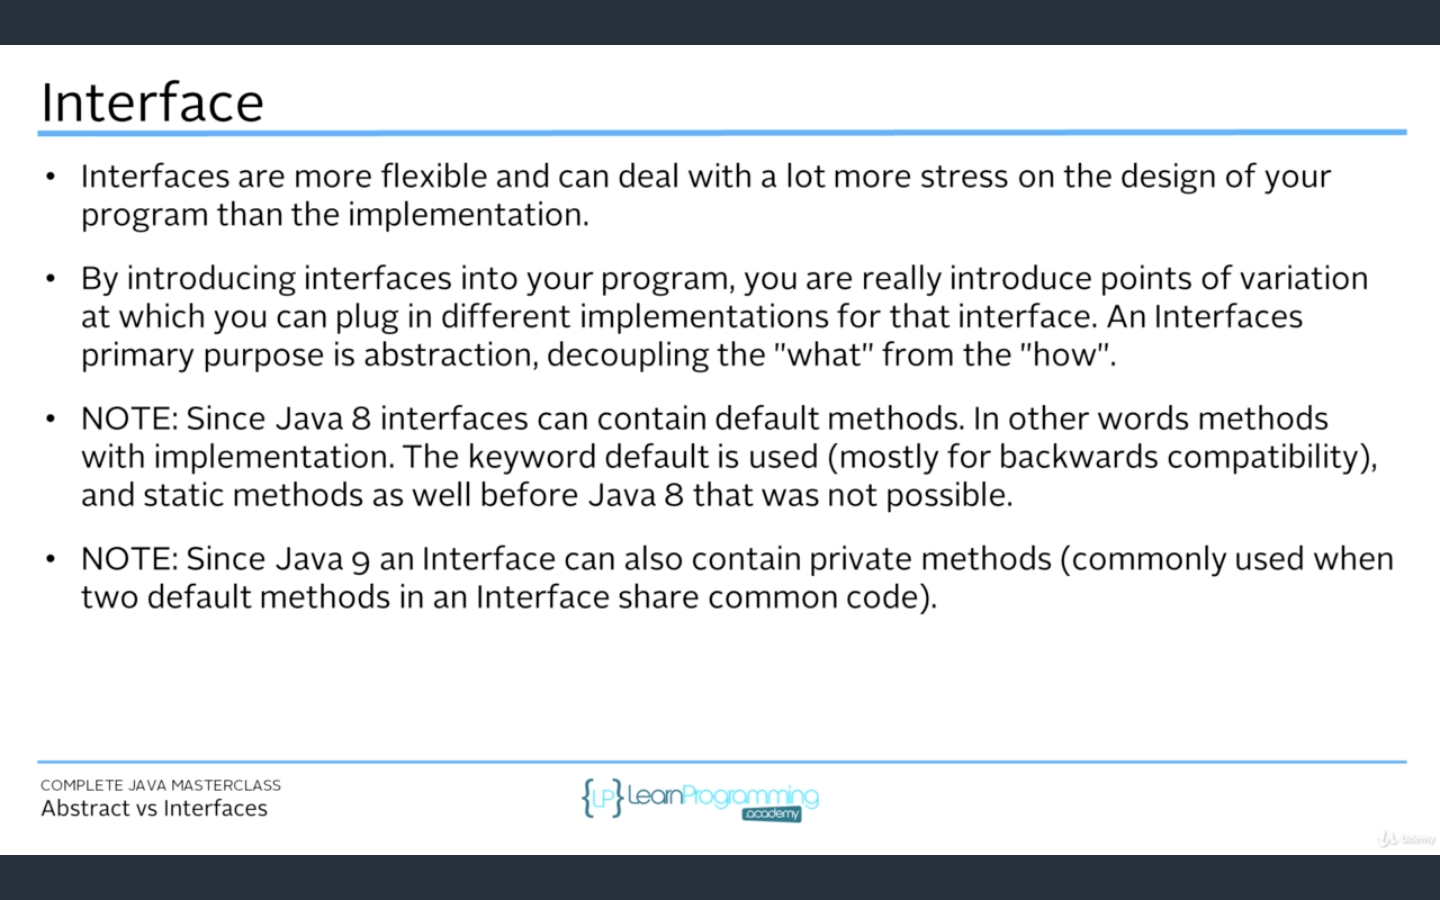 Interface
• Interfaces are more flexible and can deal with a lot more stress on the design of your
program than the implementation.
• By introducing interfaces into your program, you are really introduce points of variation
at which you can plug in different implementations for that interface. An Interfaces
primary purpose is abstraction, decoupling the "what" from the "how".
• NOTE: Since Java 8 interfaces can contain default methods. In other words methods
with implementation. The keyword default is used (mostly for backwards compatibility),
and static methods as well before Java 8 that was not possible.
• NOTE: Since Java 9 an Interface can also contain private methods (commonly used when
two default methods in an Interface share common code).
COMPLETE JAVA MASTERCLASS
Abstract vs Interfaces
{LP} LearnProgramming
.academy
Udemy